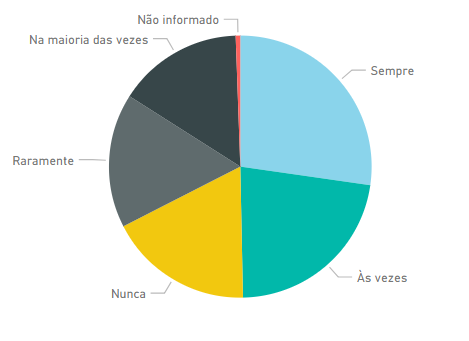 Não informado
Na maioria das vezes
Sempre
Raramente
Às vezes
Nunca